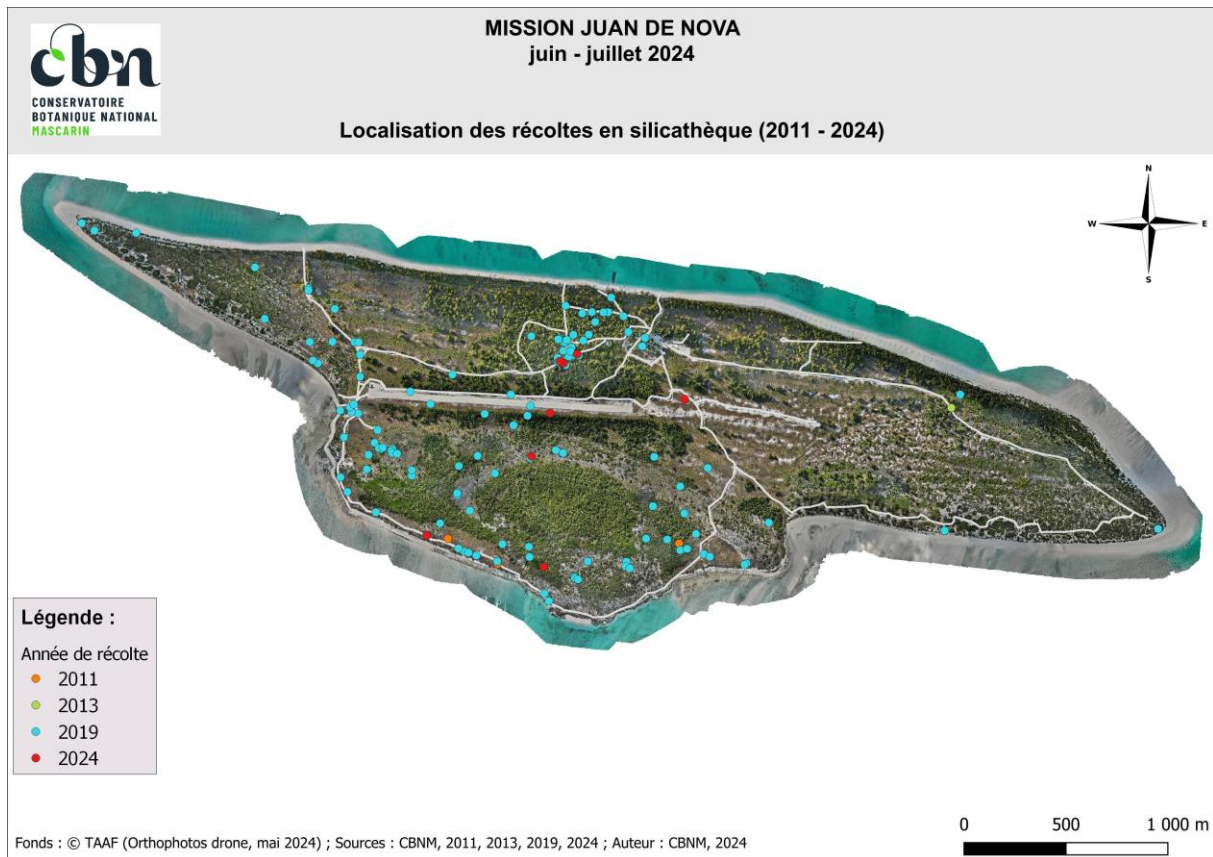 MISSION JUAN DE NOVA
juin - juillet 2024
cbn
CONSERVATOIRE
BOTANIQUE NATIONAL
MASCARIN
Localisation des récoltes en silicathèque (2011 - 2024)
N
W
E
S
Légende :
Année de récolte
2011
2013
2019
2024
0 500 1 000 m
Fonds : © TAAF (Orthophotos drone, mai 2024) ; Sources : CBNM, 2011, 2013, 2019, 2024 ; Auteur : CBNM, 2024